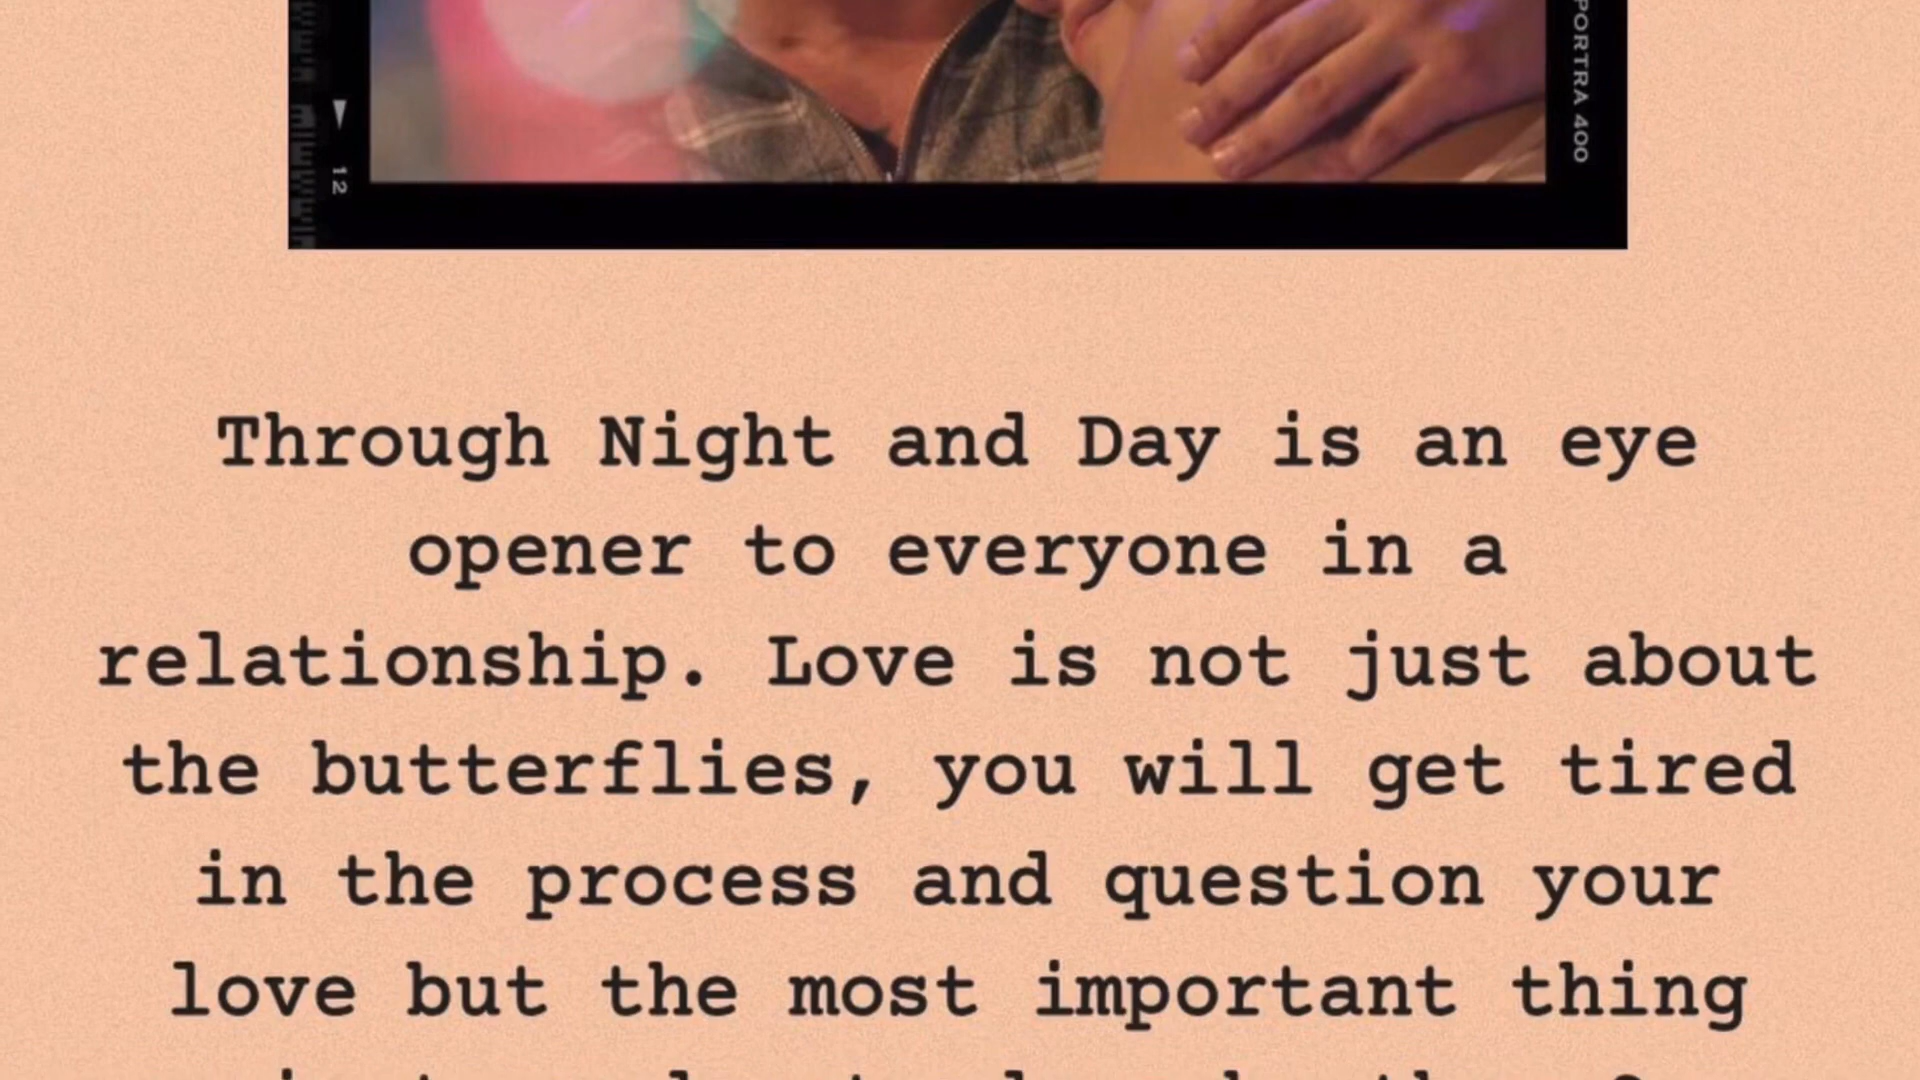 PORTRA 400
12
Through Night and Day is an eye
opener to everyone in a
relationship. Love is not just about
the butterflies, you will get tired
in the process and question your
love but the most important thing